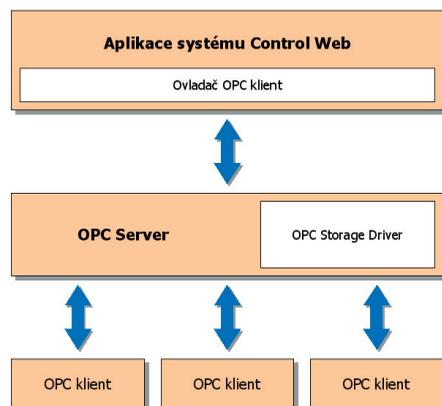 Aplikace systému Control Web
Ovladač OPC klient
OPC Server
OPC Storage Driver
OPC klient
OPC klient
OPC klient